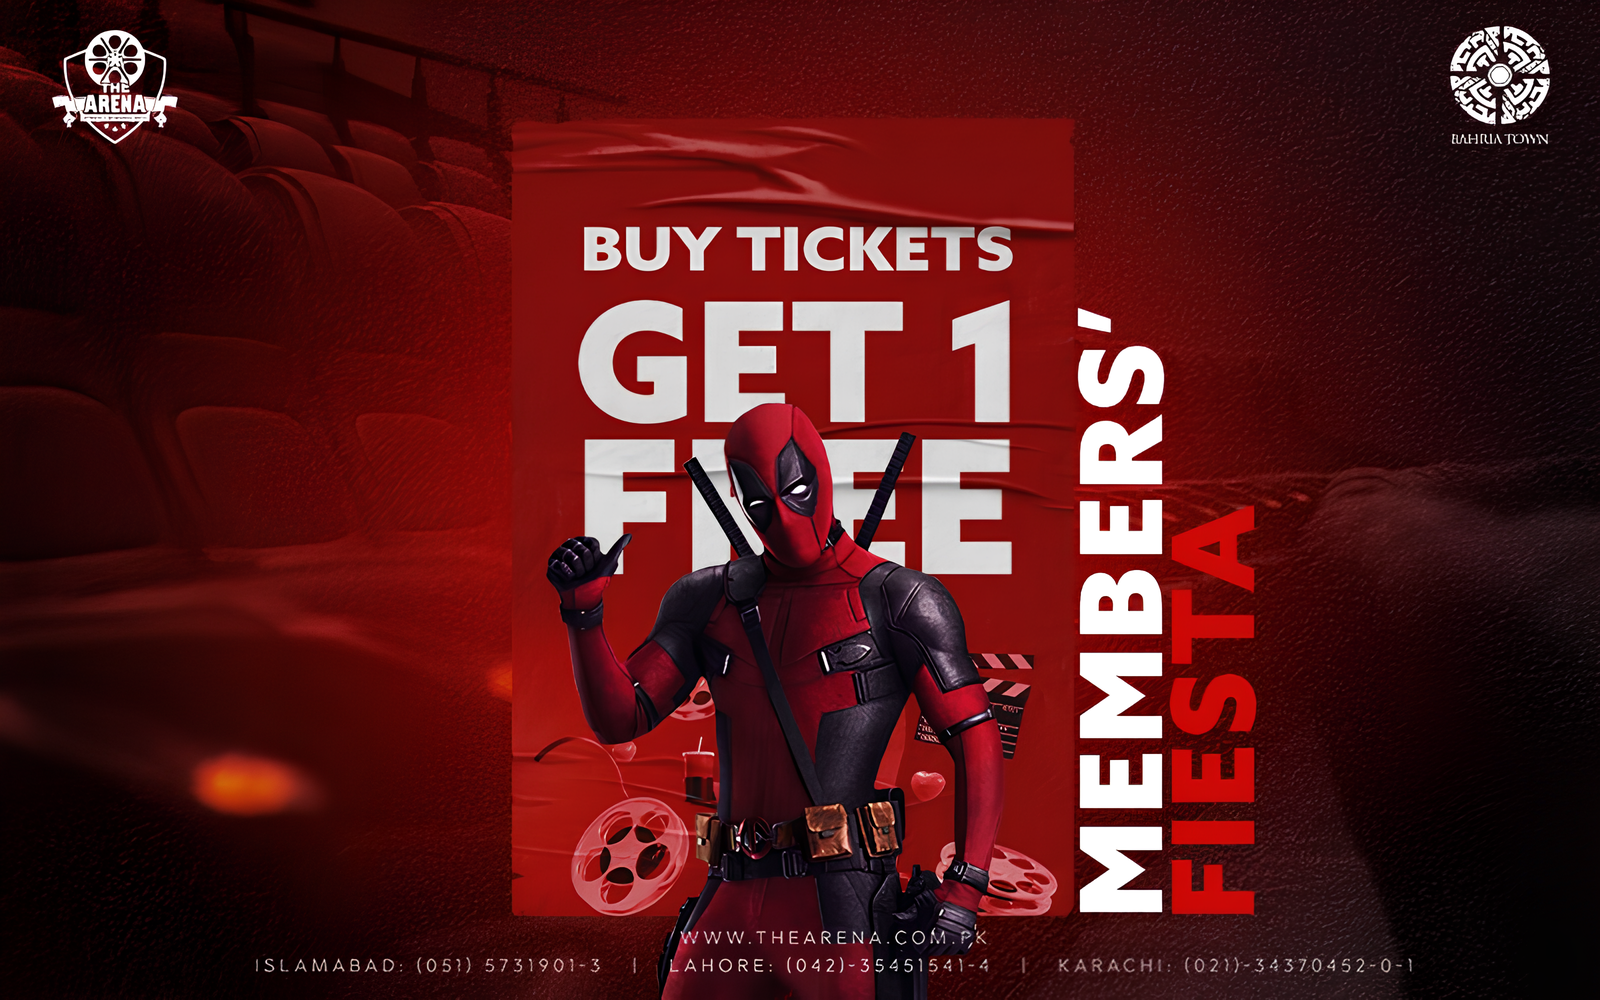 THE
ARENA
BAHRIA TOWN
BUY TICKETS
GET 1
FREE
MEMBERS'
FIESTA
WWW.THEARENA.COM.PK
ISLAMABAD: (051) 5731901-3 | LAHORE: (042)-35451541-4 | KARACHI: (021)-34370452-0-1